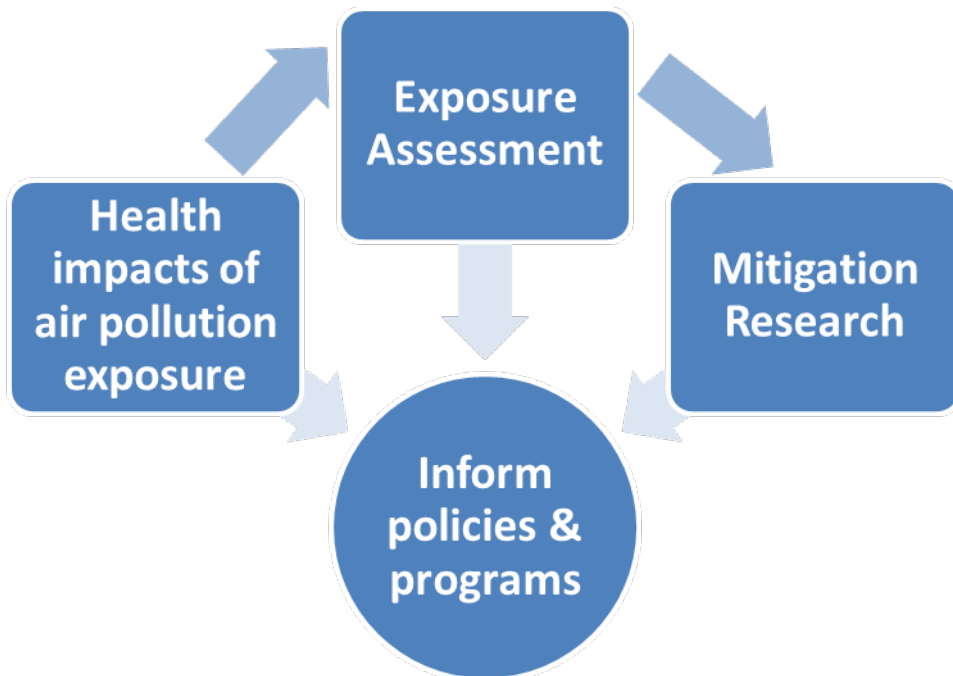 Exposure
Assessment
Health
impacts of
air pollution
exposure
Mitigation
Research
Inform
policies &
programs